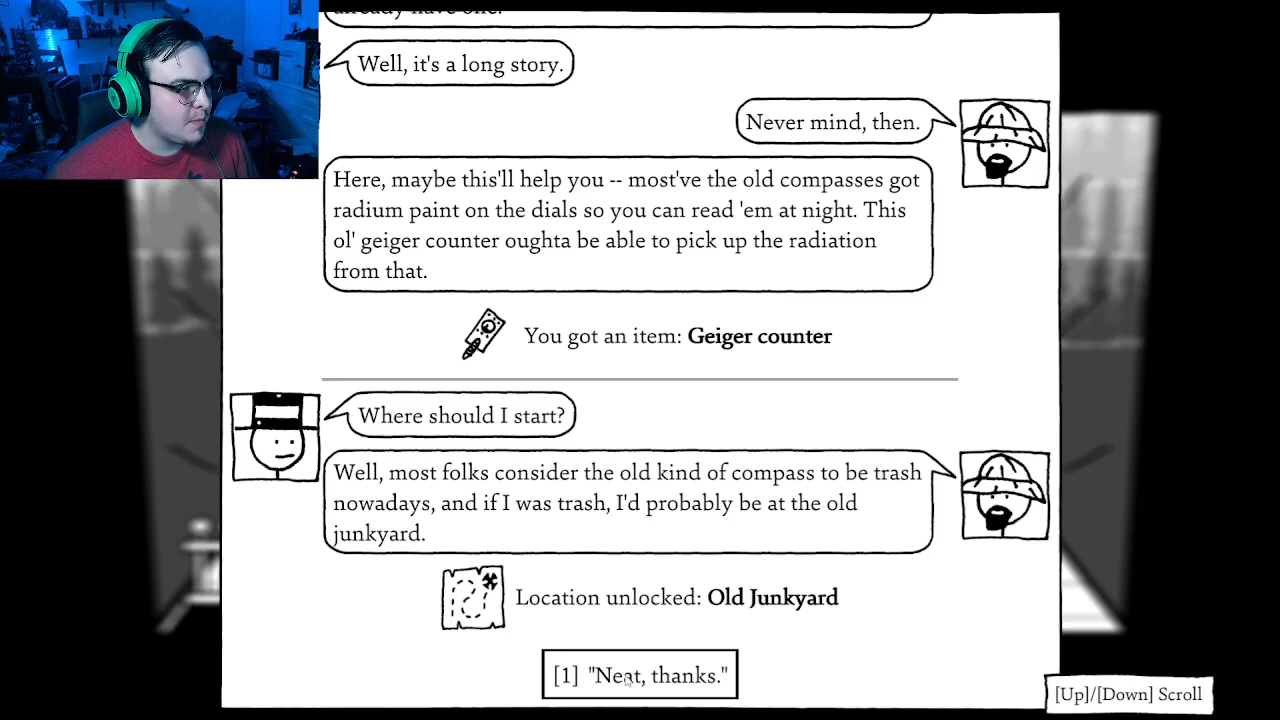 already have one.
Well, it's a long story.
Never mind, then.
Here, maybe this'll help you -- most've the old compasses got
radium paint on the dials so you can read 'em at night. This
ol' geiger counter oughta be able to pick up the radiation
from that.
You got an item: Geiger counter
Where should I start?
Well, most folks consider the old kind of compass to be trash
nowadays, and if I was trash, I'd probably be at the old
junkyard.
Location unlocked: Old Junkyard
[1] "Neat, thanks."
[Up]/[Down] Scroll